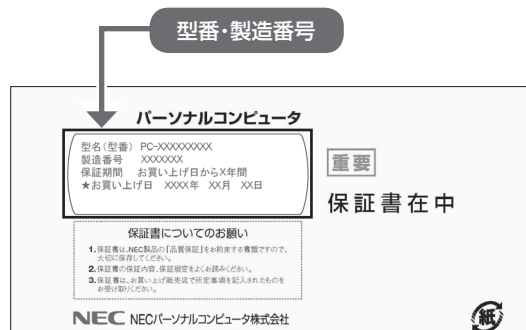 型番・製造番号
パーソナルコンピュータ
型名(型番) PC-XXXXXXXXX
製造番号 XXXXXXX
保証期間 お買い上げ日からX年間
★お買い上げ日 XXXX年 XX月 XX日
重要
保証書在中
保証書についてのお願い
1.保証書は、NEC製品の「品質保証」をお約束する書類ですので、
大切に保存してください。
2.保証書の保証内容、保証規定をよくお読みください。
3.保証書は、お買い上げ販売店で所定事項を記入されたものを
お受け取りください。
NEC NECパーソナルコンピュータ株式会社
紙